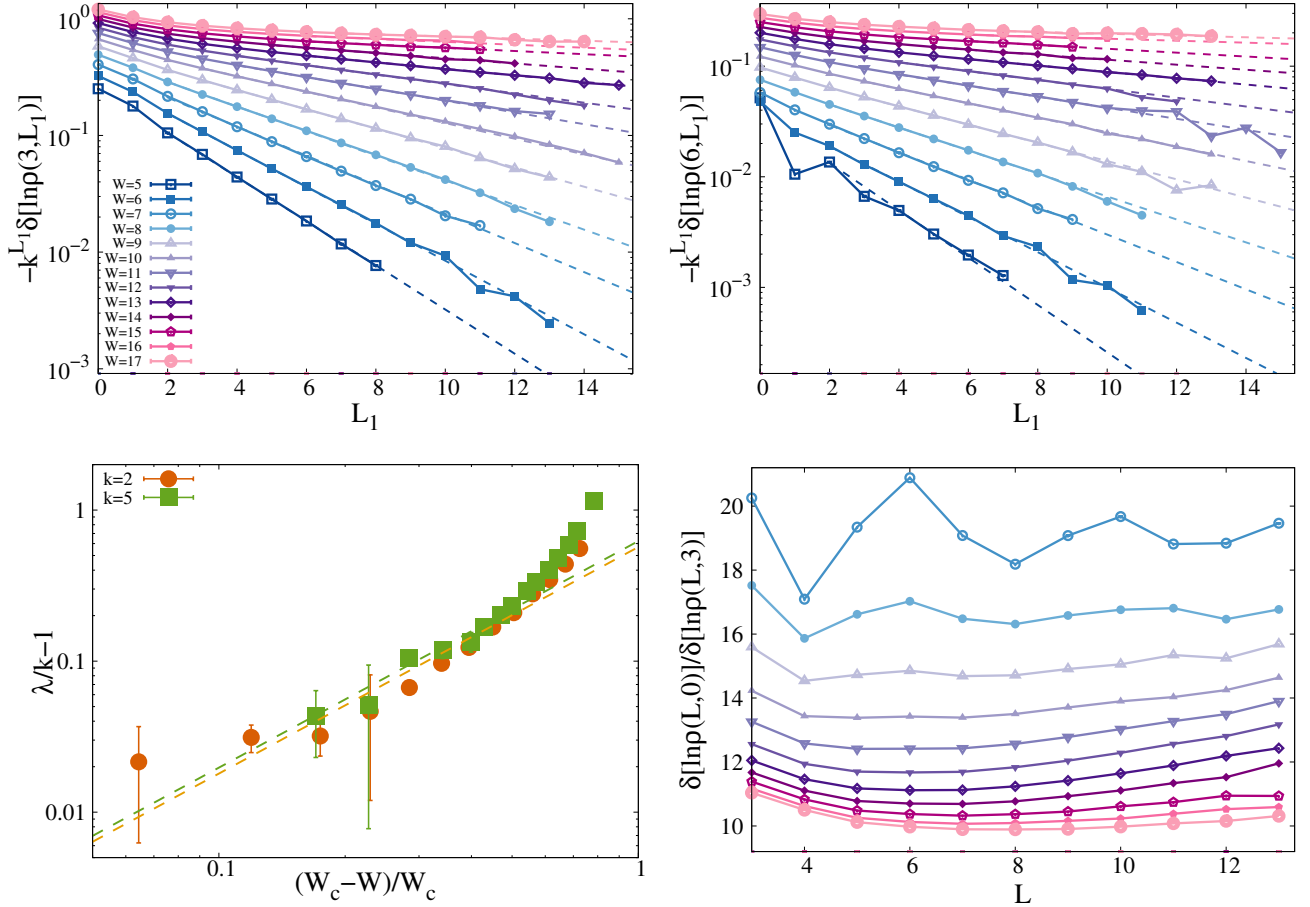 10^0
10^-1
10^-2
10^-3
-k^{L_1}δ[lnρ(3,L_1)]
W=5
W=6
W=7
W=8
W=9
W=10
W=11
W=12
W=13
W=14
W=15
W=16
W=17
0 2 4 6 8 10 12 14
L_1
10^-1
10^-2
10^-3
-k^{L_1}δ[lnρ(6,L_1)]
0 2 4 6 8 10 12 14
L_1
k=2
k=5
1
0.1
0.01
λ/k-1
0.1 1
(W_c-W)/W_c
20
18
16
14
12
10
δ[lnρ(L,0)]/δ[lnρ(L,3)]
4 6 8 10 12
L